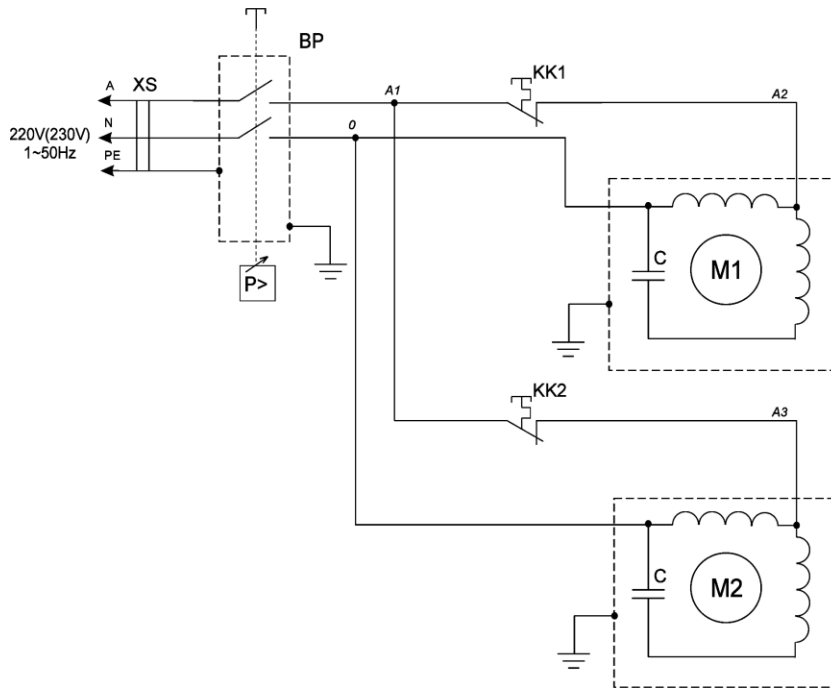 BP
A
XS
N
220V(230V)
1~50Hz
PE
0
A1
KK1
A2
P>
C
M1
KK2
A3
C
M2